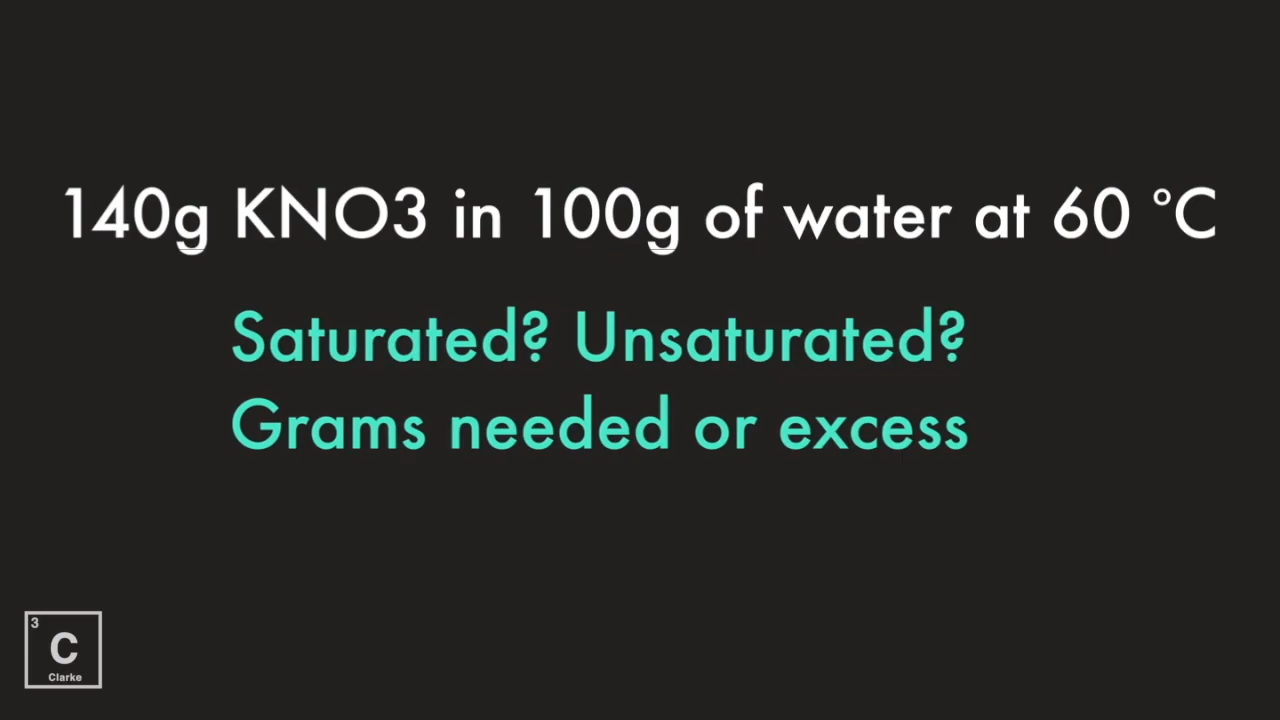 140g KNO3 in 100g of water at 60 °C
Saturated? Unsaturated?
Grams needed or excess
3
C
Clarke